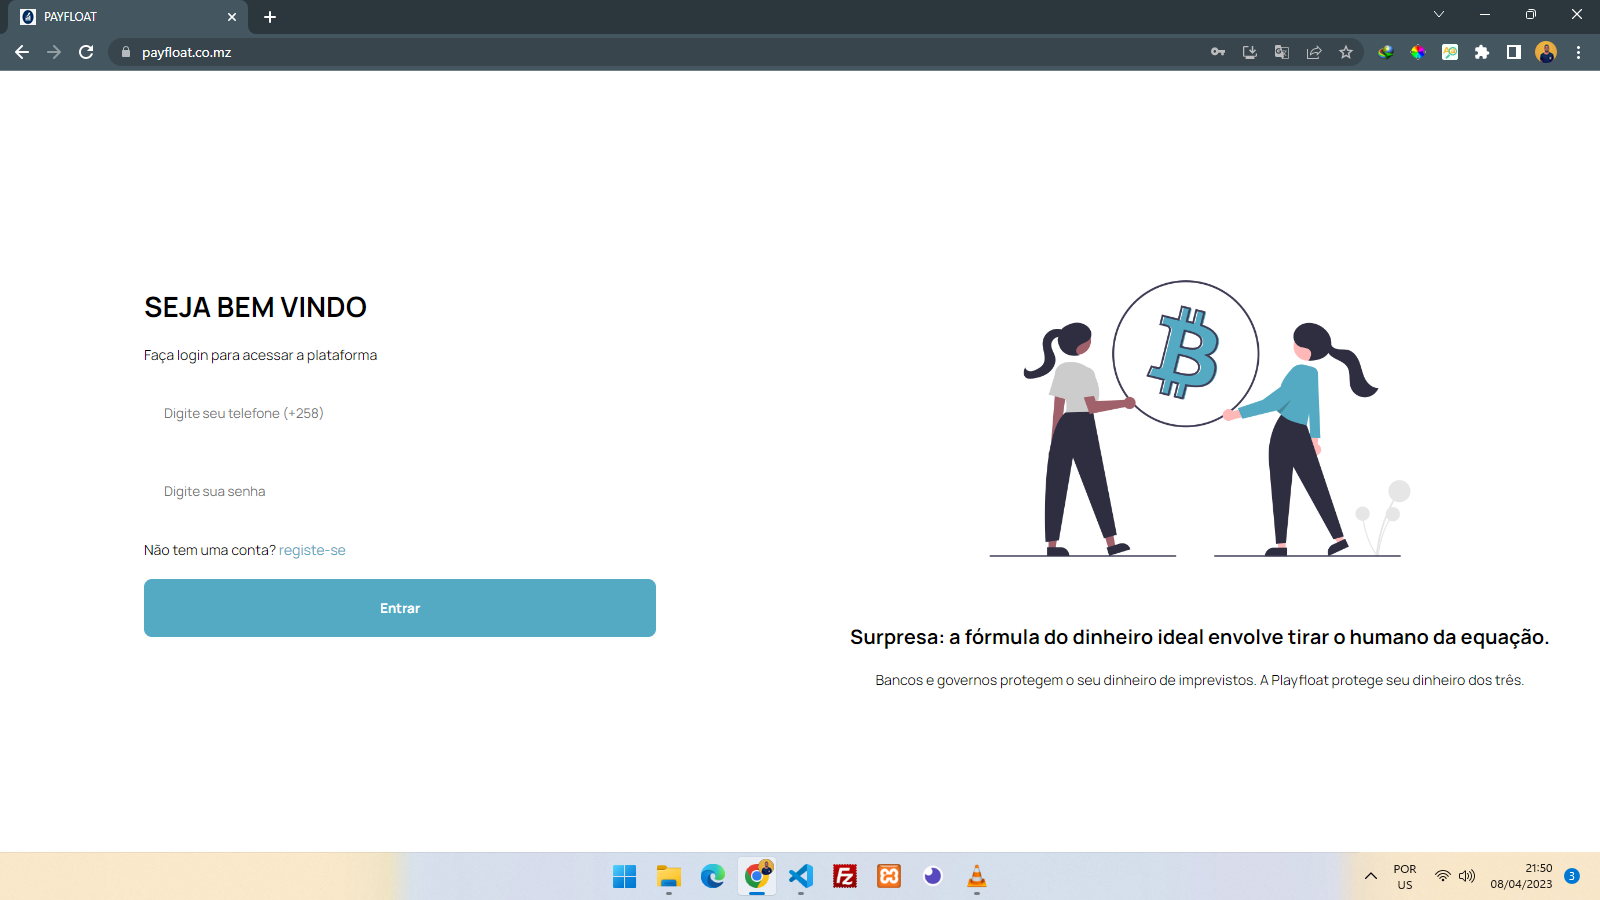 PAYFLOAT
payfloat.co.mz
SEJA BEM VINDO
Faça login para acessar a plataforma
Digite seu telefone (+258)
Digite sua senha
Não tem uma conta? registe-se
Entrar
Surpresa: a fórmula do dinheiro ideal envolve tirar o humano da equação.
Bancos e governos protegem o seu dinheiro de imprevistos. A Playfloat protege seu dinheiro dos três.
POR
US
21:50
08/04/2023
3